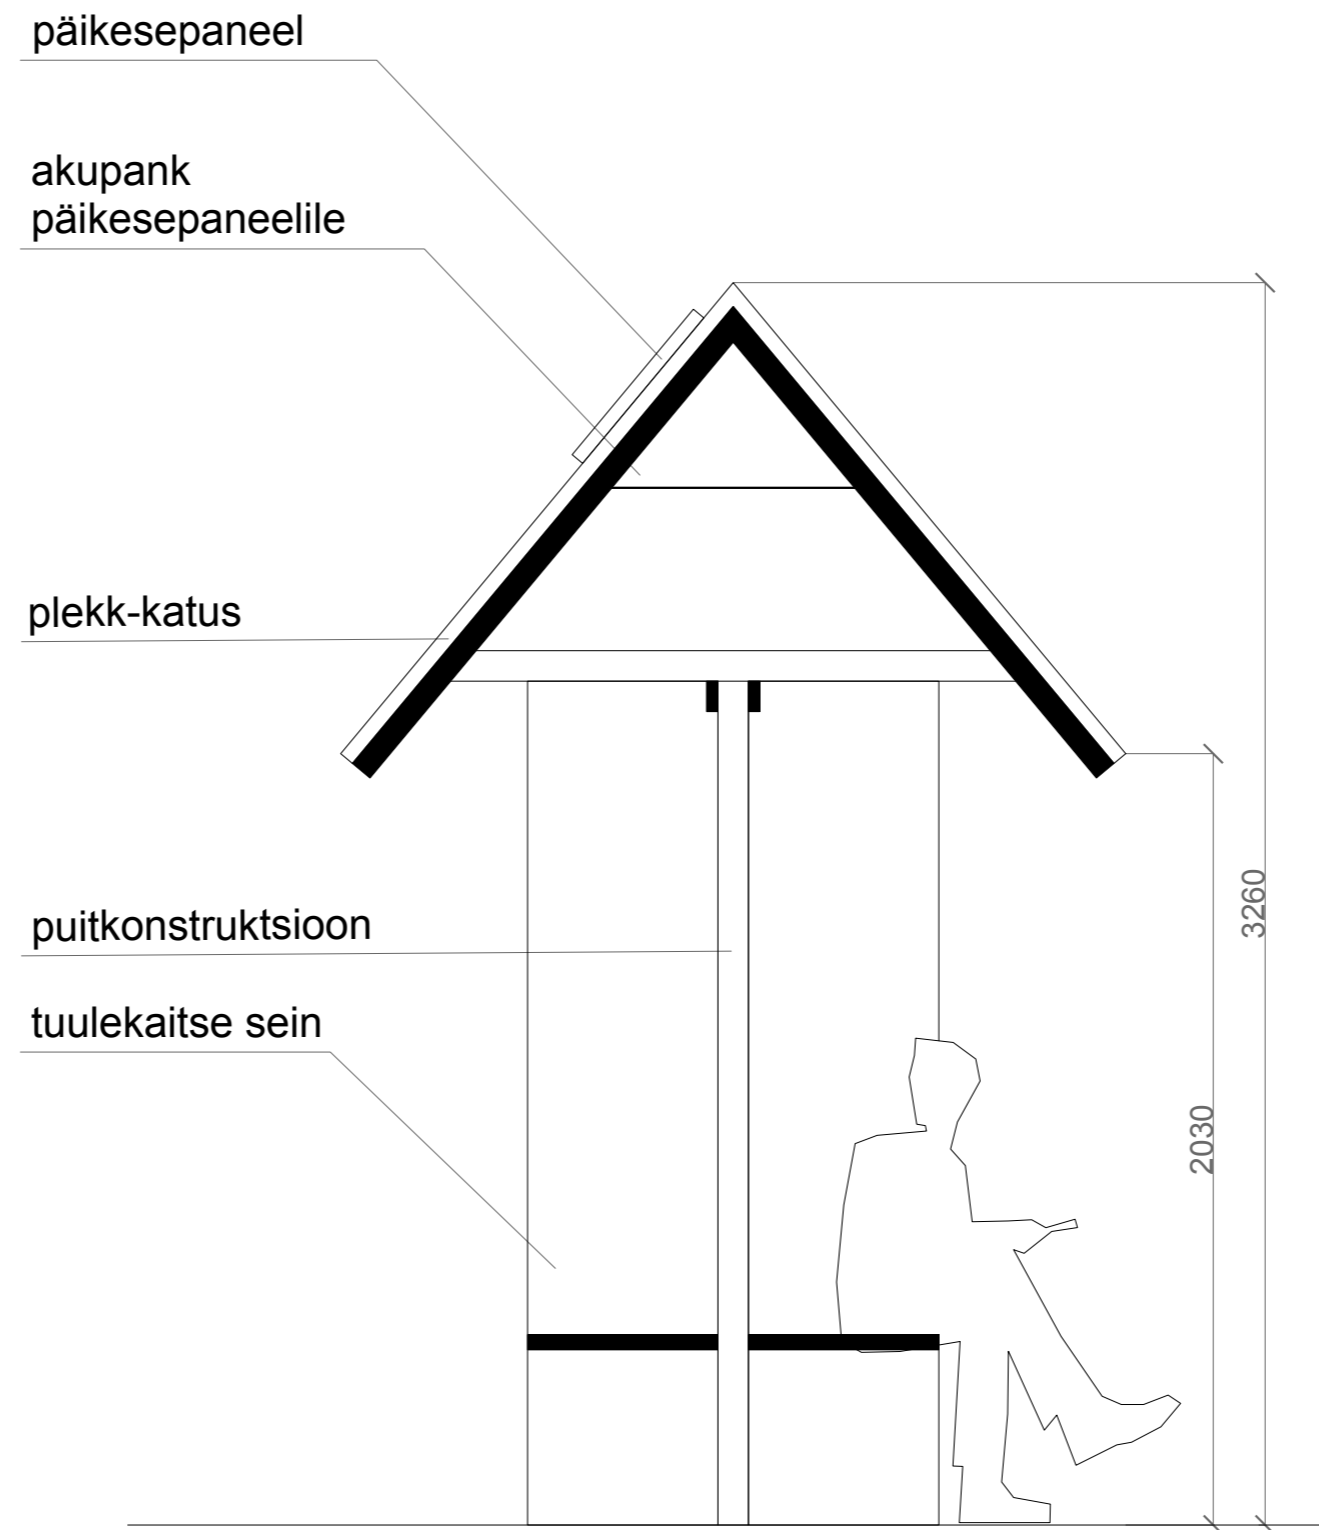 päikesepaneel
akupank
päikesepaneelile
plekk-katus
puitkonstruktsioon
tuulekaitse sein
3260
2030